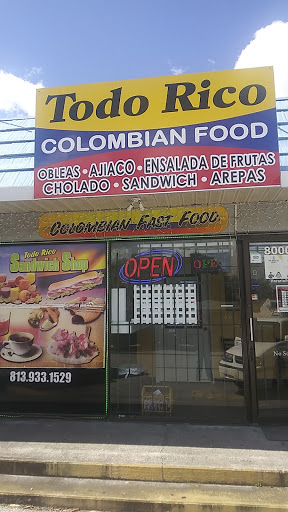 Todo Rico
COLOMBIAN FOOD
OBLEAS • AJIACO • ENSALADA DE FRUTAS
CHOLADO • SANDWICH • AREPAS
COLOMBIAN FAST FOOD
Todo Rico
Sandwich Shop
OPEN
813.933.1529